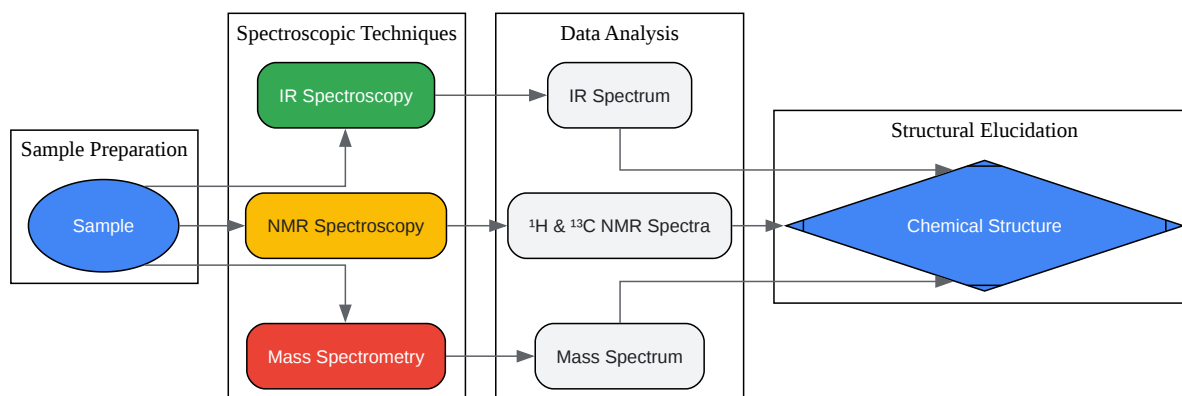 Sample Preparation
Sample
Spectroscopic Techniques
IR Spectroscopy
NMR Spectroscopy
Mass Spectrometry
Data Analysis
IR Spectrum
¹H & ¹³C NMR Spectra
Mass Spectrum
Structural Elucidation
Chemical Structure